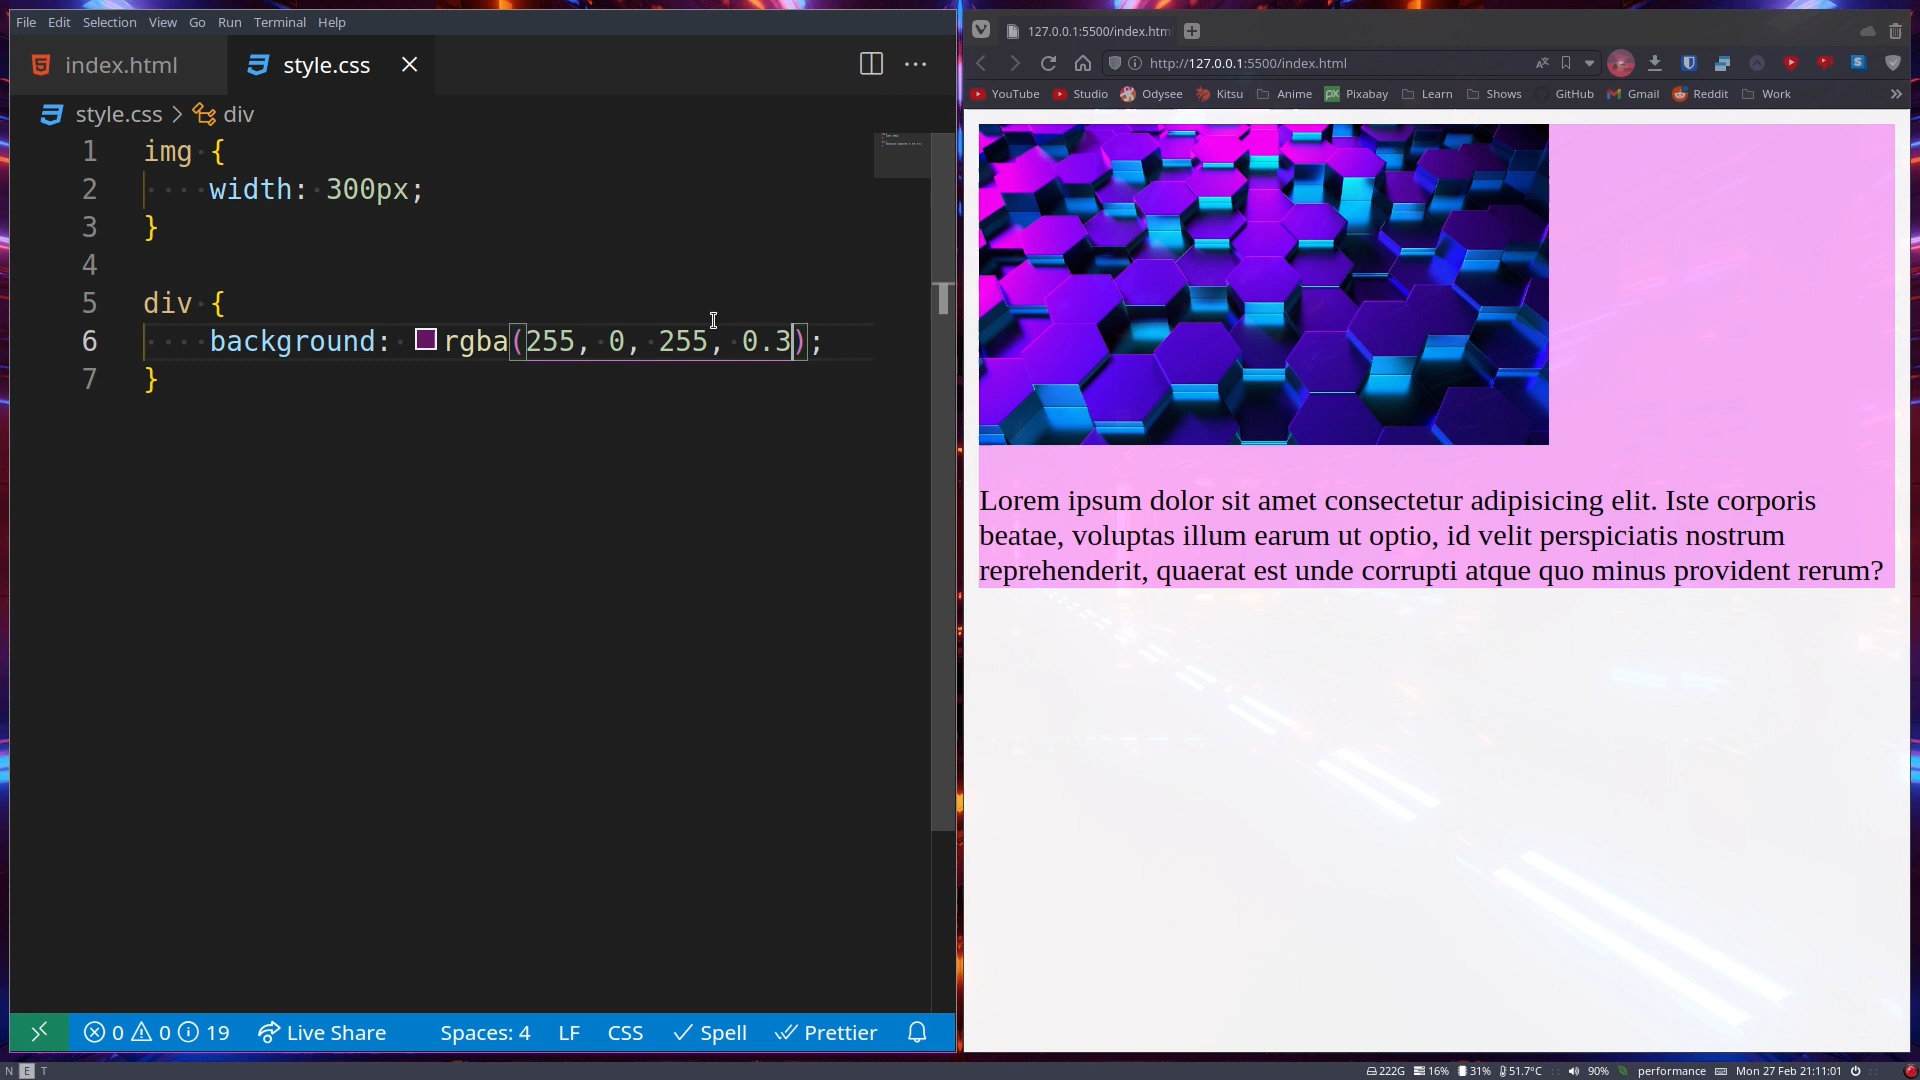 File Edit Selection View Go Run Terminal Help
index.html
style.css
style.css > div
1 img {
2 width: 300px;
3 }
4
5 div {
6 background: rgba(255, 0, 255, 0.3);
7 }
0 0 19 Live Share Spaces: 4 LF CSS Spell Prettier
127.0.0.1:5500/index.htm
http://127.0.0.1:5500/index.html
YouTube Studio Odysee Kitsu Anime Pixabay Learn Shows GitHub Gmail Reddit Work
Lorem ipsum dolor sit amet consectetur adipisicing elit. Iste corporis
beatae, voluptas illum earum ut optio, id velit perspiciatis nostrum
reprehenderit, quaerat est unde corrupti atque quo minus provident rerum?
N E T
222G 16% 31% 51.7°C 90% performance Mon 27 Feb 21:11:01